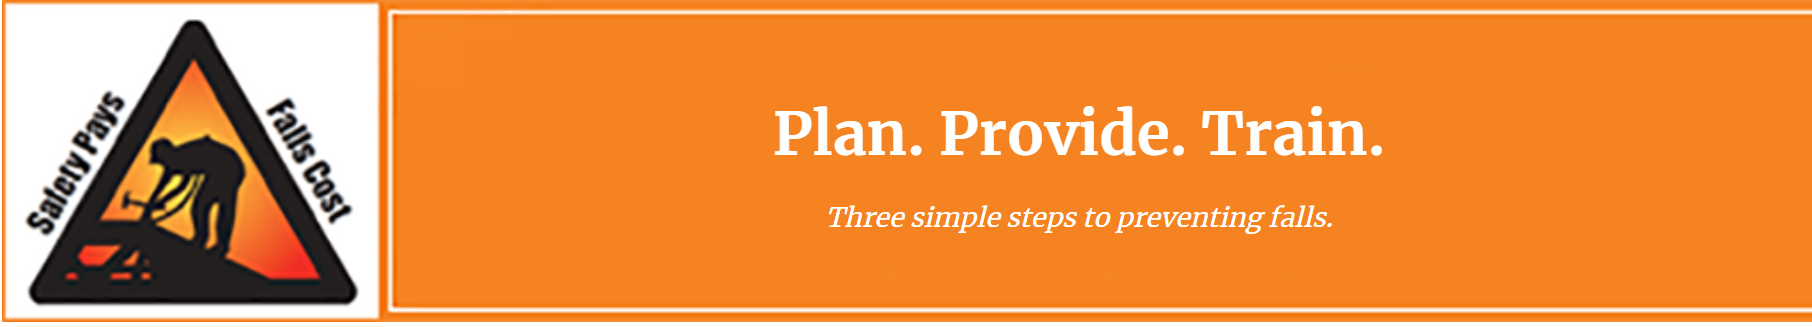 Safety Pays
Falls Cost
Plan. Provide. Train.
Three simple steps to preventing falls.